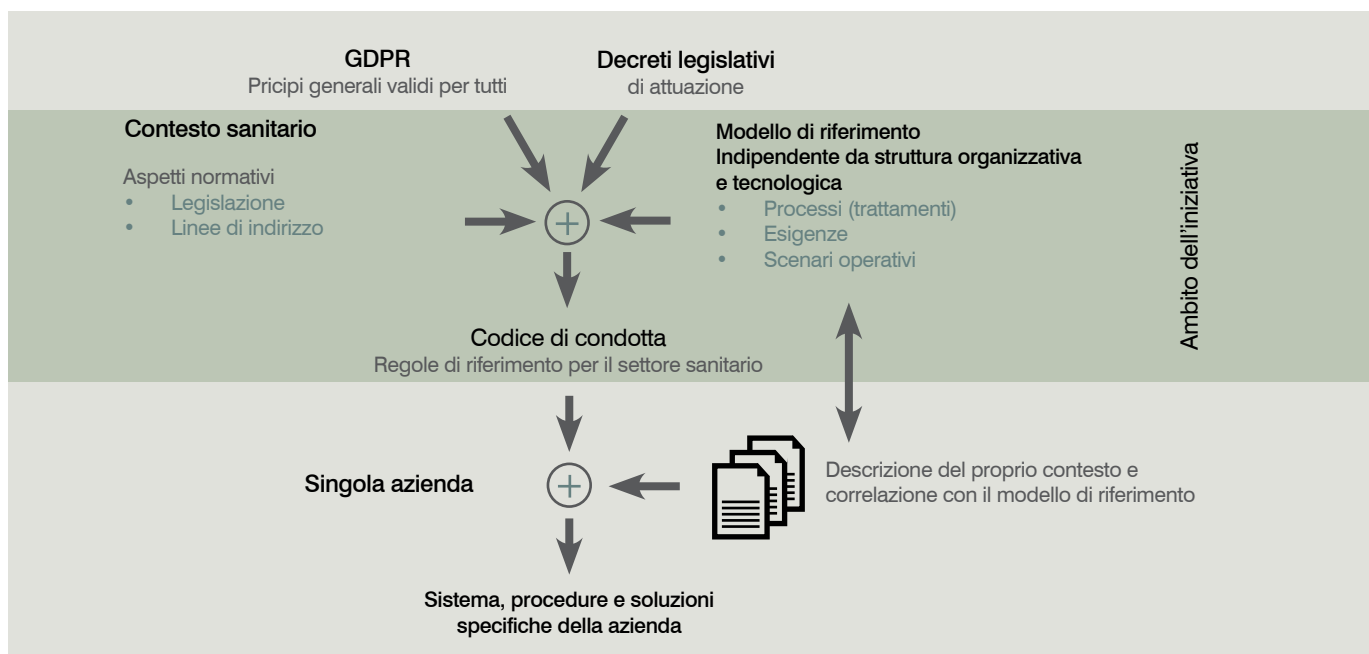 GDPR
Pricipi generali validi per tutti
Decreti legislativi
di attuazione
Contesto sanitario
Aspetti normativi
• Legislazione
• Linee di indirizzo
Modello di riferimento
Indipendente da struttura organizzativa
e tecnologica
• Processi (trattamenti)
• Esigenze
• Scenari operativi
Ambito dell'iniziativa
Codice di condotta
Regole di riferimento per il settore sanitario
Singola azienda
Descrizione del proprio contesto e
correlazione con il modello di riferimento
Sistema, procedure e soluzioni
specifiche della azienda